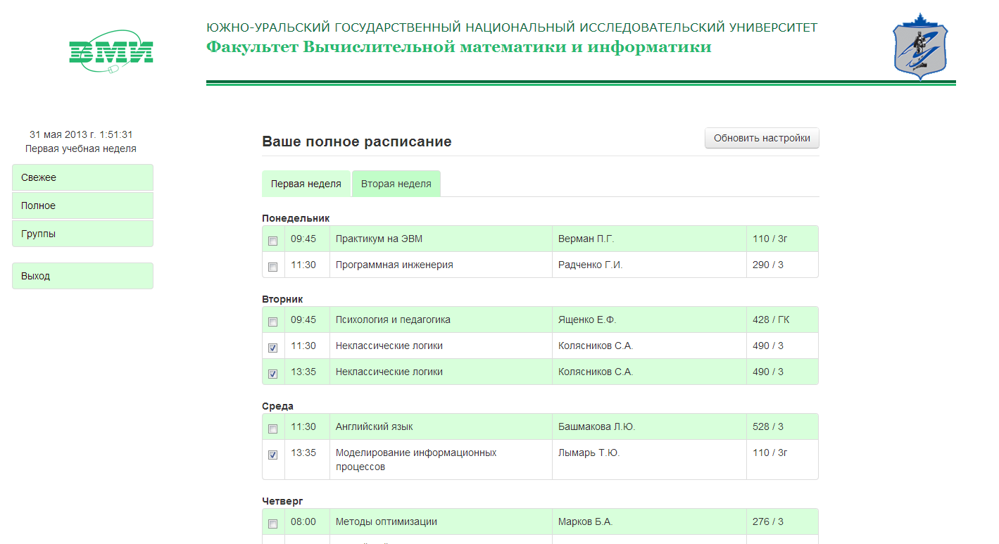 ВМИ
ЮЖНО-УРАЛЬСКИЙ ГОСУДАРСТВЕННЫЙ НАЦИОНАЛЬНЫЙ ИССЛЕДОВАТЕЛЬСКИЙ УНИВЕРСИТЕТ
Факультет Вычислительной математики и информатики
31 мая 2013 г. 1:51:31
Первая учебная неделя
Свежее
Полное
Группы
Выход
Ваше полное расписание
Обновить настройки
Первая неделя
Вторая неделя
Понедельник
09:45 Практикум на ЭВМ Верман П.Г. 110 / 3г
11:30 Программная инженерия Радченко Г.И. 290 / 3
Вторник
09:45 Психология и педагогика Ященко Е.Ф. 428 / ГК
11:30 Неклассические логики Колясников С.А. 490 / 3
13:35 Неклассические логики Колясников С.А. 490 / 3
Среда
11:30 Английский язык Башмакова Л.Ю. 528 / 3
13:35 Моделирование информационных Лымарь Т.Ю. 110 / 3г
процессов
Четверг
08:00 Методы оптимизации Марков Б.А. 276 / 3